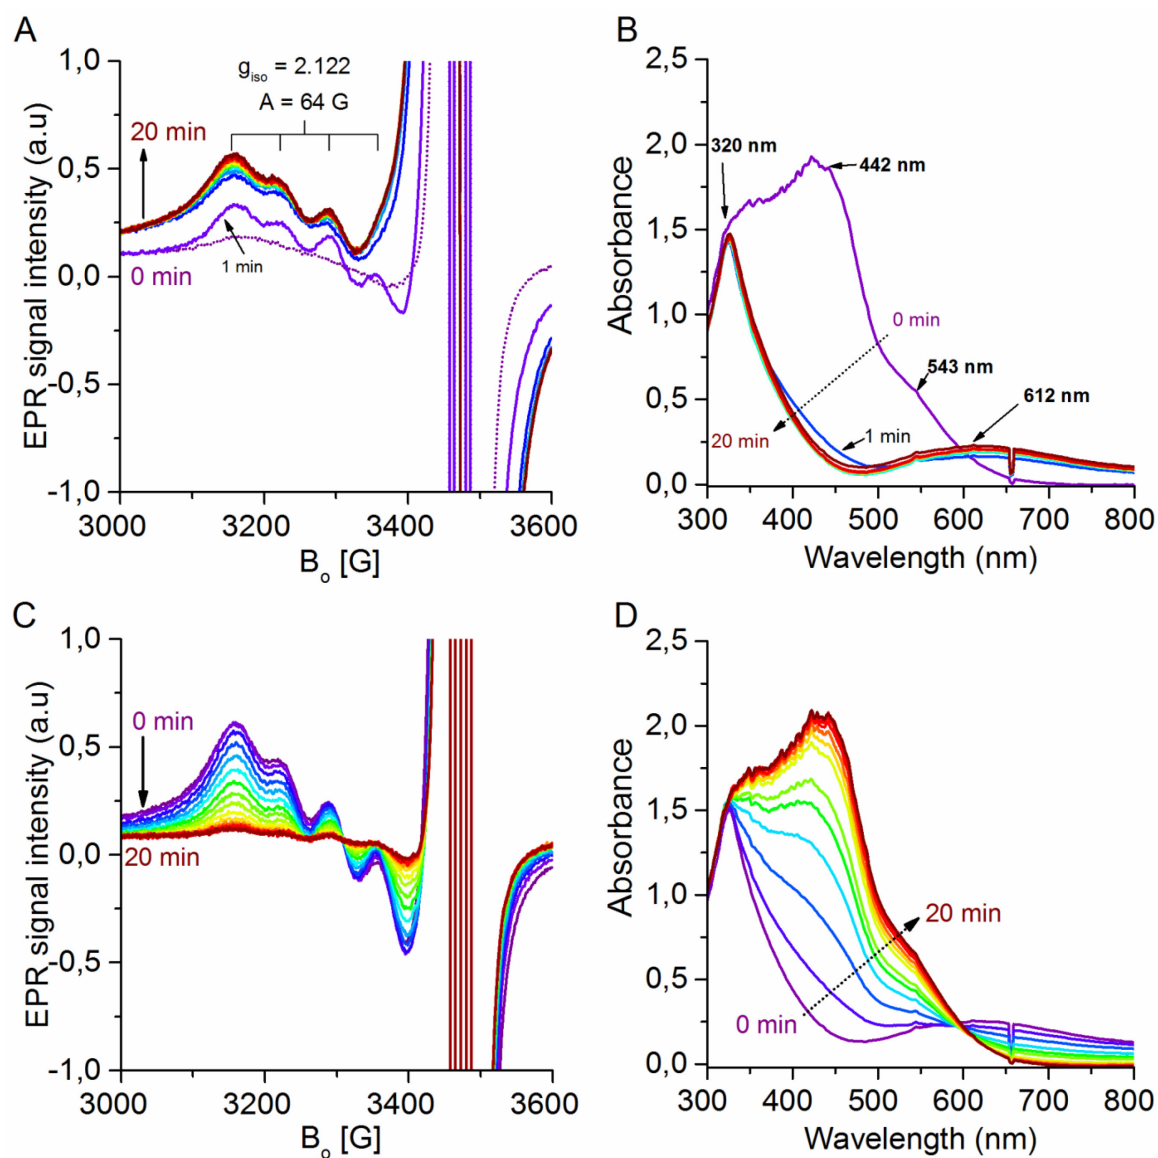 A
EPR signal intensity (a.u)
1,0
0,5
0,0
-0,5
-1,0
g_iso = 2.122
A = 64 G
20 min
1 min
0 min
3000 3200 3400 3600
B_o [G]
B
Absorbance
2,5
2,0
1,5
1,0
0,5
0,0
320 nm
442 nm
0 min
543 nm
612 nm
20 min
1 min
300 400 500 600 700 800
Wavelength (nm)
C
EPR signal intensity (a.u)
1,0
0,5
0,0
-0,5
-1,0
0 min
20 min
3000 3200 3400 3600
B_o [G]
D
Absorbance
2,5
2,0
1,5
1,0
0,5
0,0
20 min
0 min
300 400 500 600 700 800
Wavelength (nm)